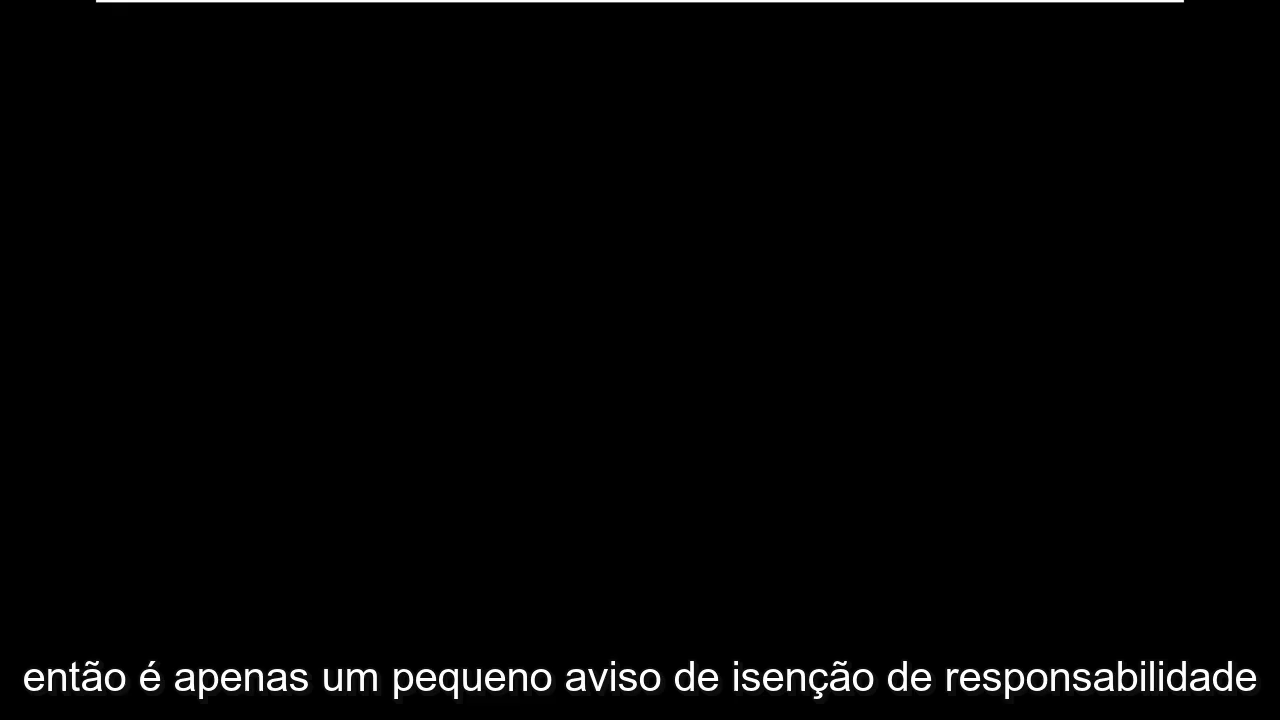 então é apenas um pequeno aviso de isenção de responsabilidade